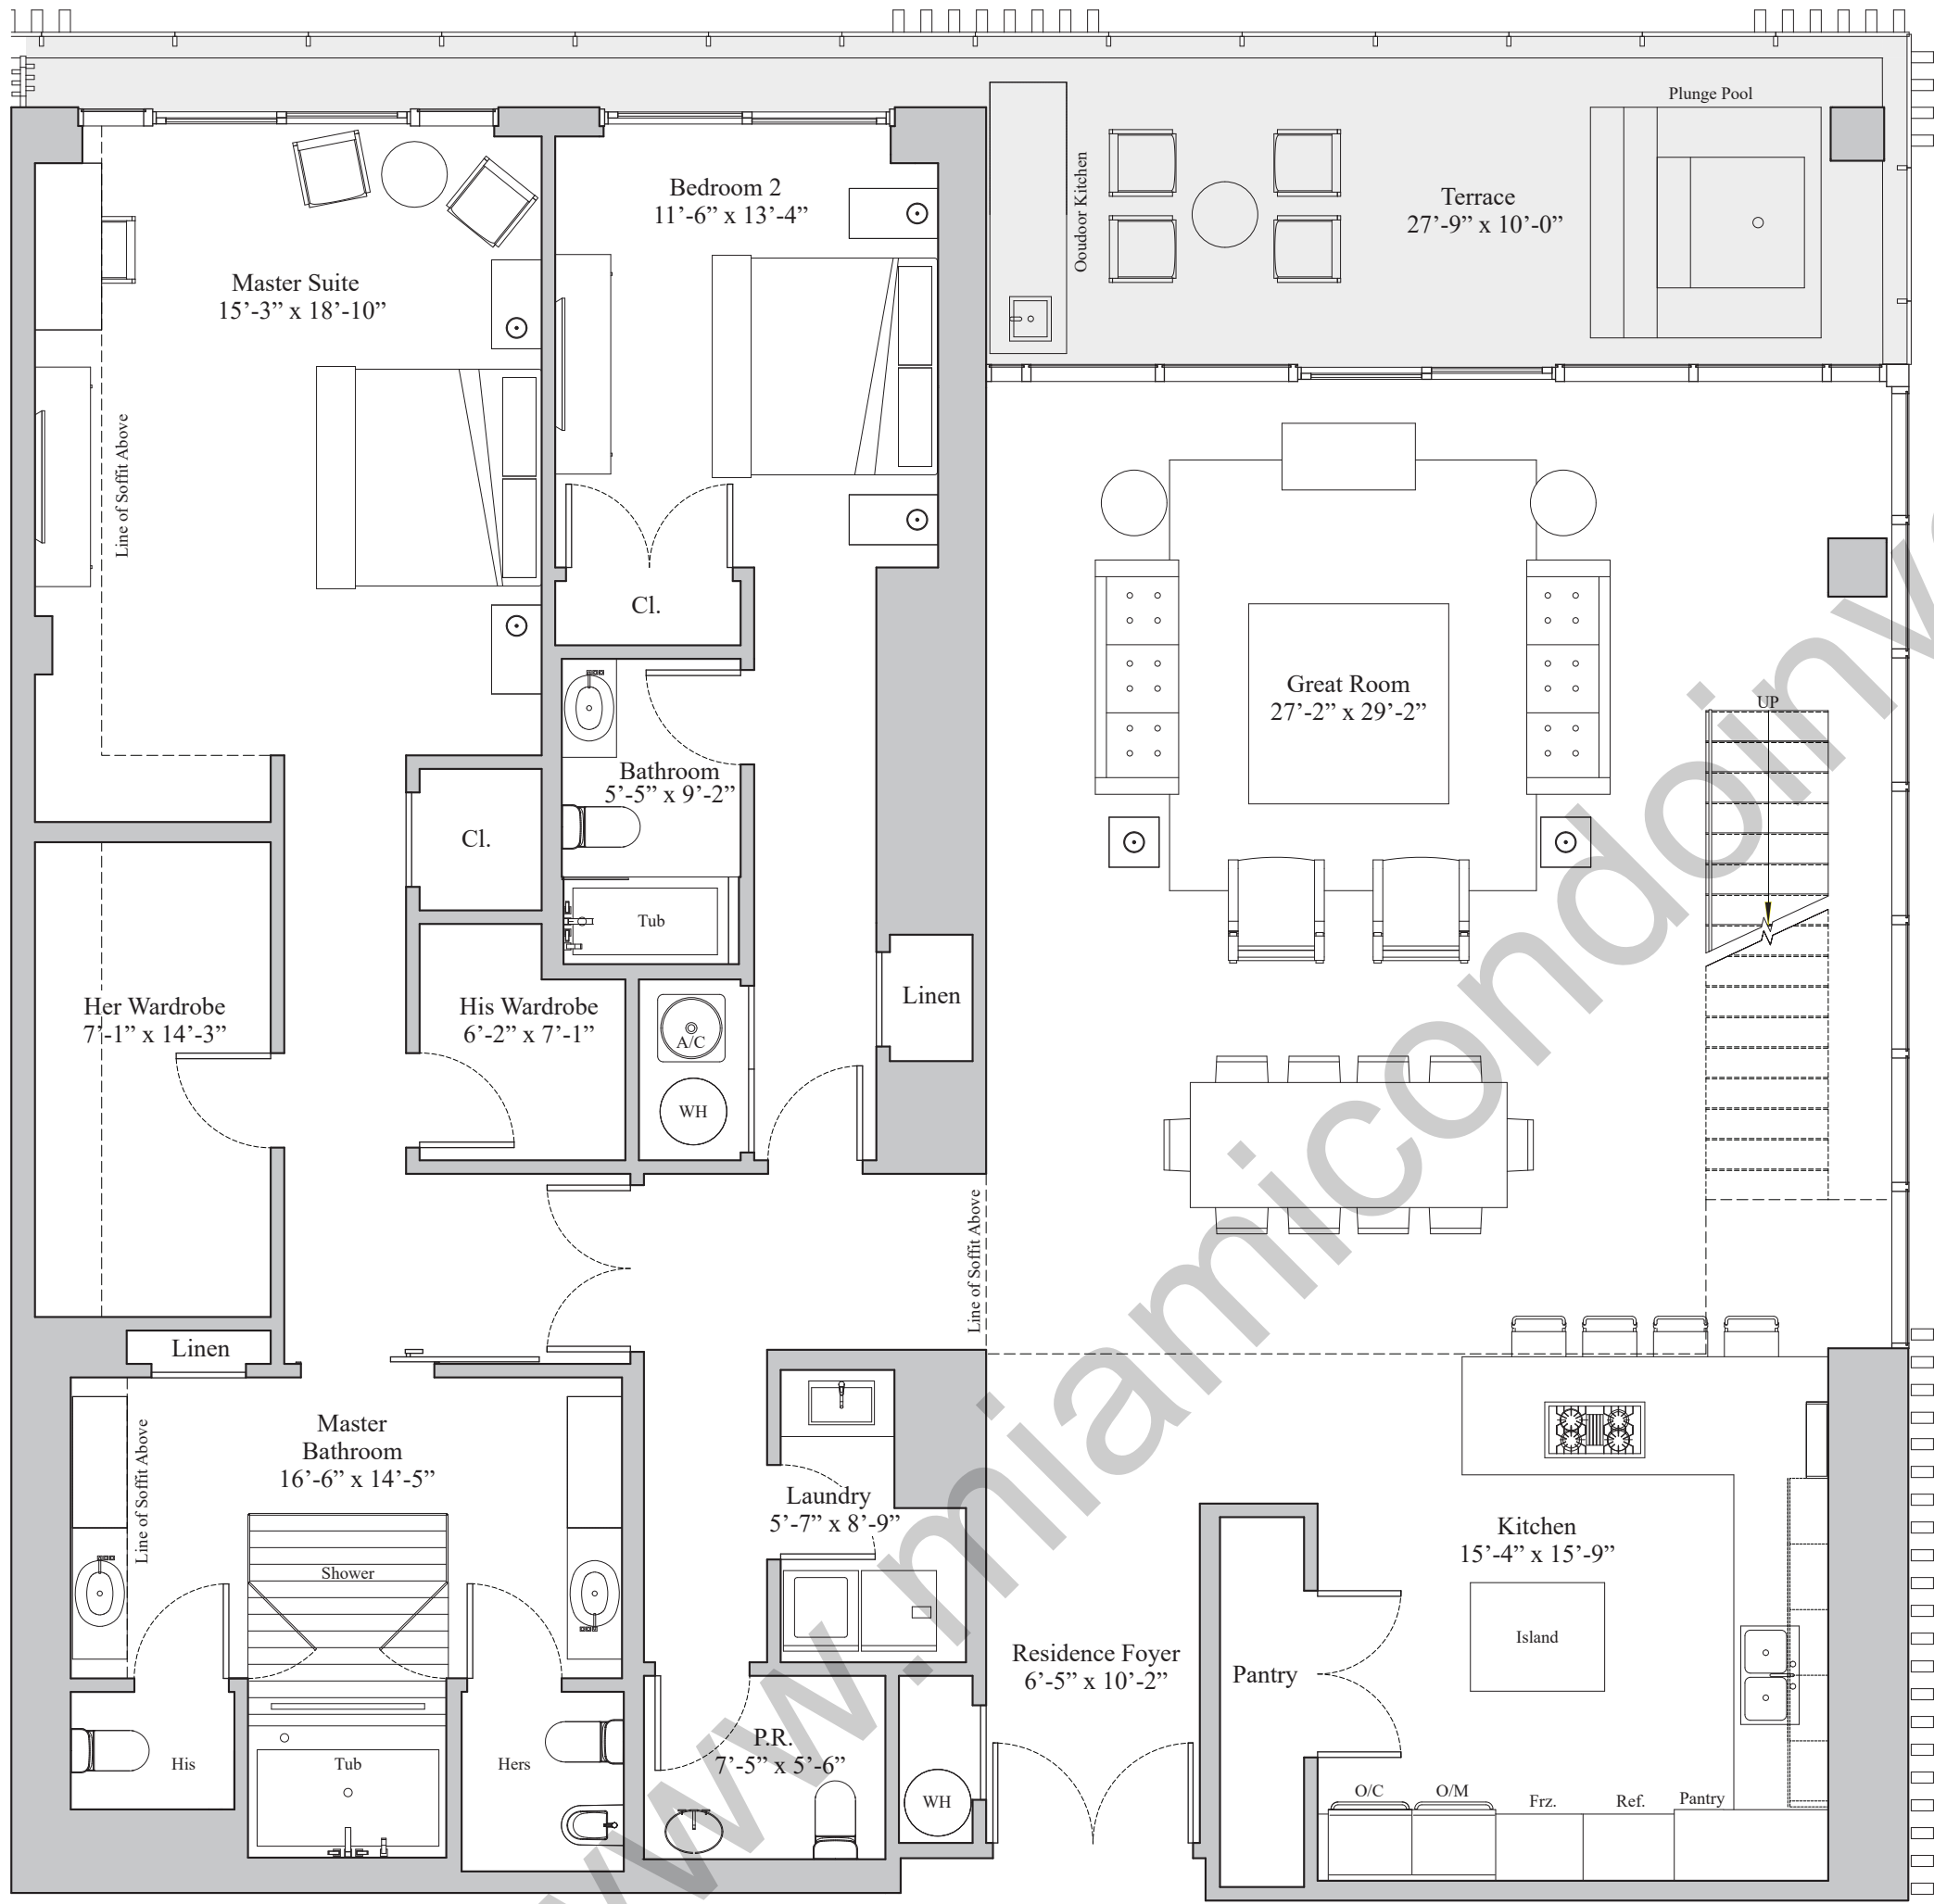 Plunge Pool
Bedroom 2
11’-6” x 13’-4”
Ooudoor Kitchen
Terrace
27’-9” x 10’-0”
Master Suite
15’-3” x 18’-10”
Line of Soffit Above
Cl.
Great Room
27’-2” x 29’-2”
UP
Bathroom
5’-5” x 9’-2”
Cl.
Tub
Linen
Her Wardrobe
7’-1” x 14’-3”
His Wardrobe
6’-2” x 7’-1”
A/C
WH
Line of Soffit Above
Linen
Master
Bathroom
16’-6” x 14’-5”
Line of Soffit Above
Laundry
5’-7” x 8’-9”
Kitchen
15’-4” x 15’-9”
Shower
Island
Residence Foyer
6’-5” x 10’-2”
Pantry
P.R.
7’-5” x 5’-6”
His
Tub
Hers
WH
O/C
O/M
Frz.
Ref.
Pantry
www.miamicondoinv